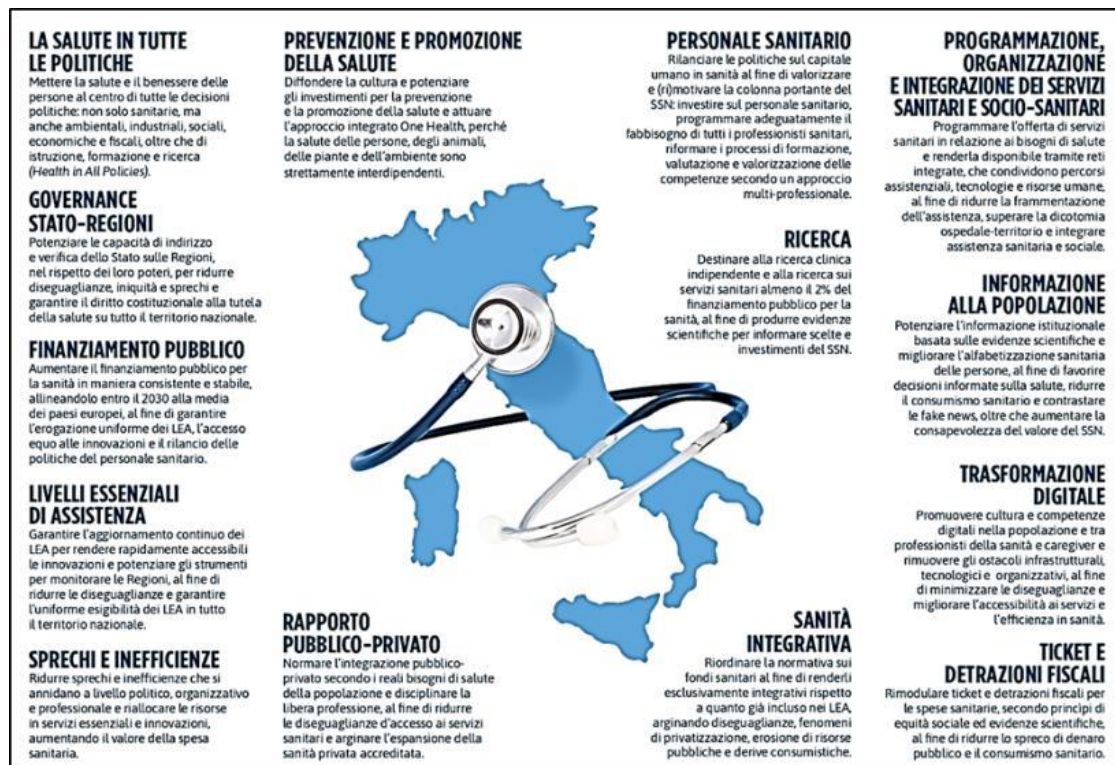 LA SALUTE IN TUTTE
LE POLITICHE
Mettere la salute e il benessere delle
persone al centro di tutte le decisioni
politiche: non solo sanitarie, ma
anche ambientali, industriali, sociali,
economiche e fiscali, oltre che di
istruzione, formazione e ricerca
(Health in All Policies).
GOVERNANCE
STATO-REGIONI
Potenziare le capacità di indirizzo
e verifica dello Stato sulle Regioni,
nel rispetto dei loro poteri, per ridurre
diseguaglianze, iniquità e sprechi e
garantire il diritto costituzionale alla tutela
della salute su tutto il territorio nazionale.
FINANZIAMENTO PUBBLICO
Aumentare il finanziamento pubblico per
la sanità in maniera consistente e stabile,
allineandolo entro il 2030 alla media
dei paesi europei, al fine di garantire
l'erogazione uniforme dei LEA, l'accesso
equo alle innovazioni e il rilancio delle
politiche del personale sanitario.
LIVELLI ESSENZIALI
DI ASSISTENZA
Garantire l'aggiornamento continuo dei
LEA per rendere rapidamente accessibili
le innovazioni e potenziare gli strumenti
per monitorare le Regioni, al fine di
ridurre le diseguaglianze e garantire
l'uniforme esigibilità dei LEA in tutto
il territorio nazionale.
SPRECHI E INEFFICIENZE
Ridurre sprechi e inefficienze che si
annidano a livello politico, organizzativo
e professionale e riallocare le risorse
in servizi essenziali e innovazioni,
aumentando il valore della spesa
sanitaria.
PREVENZIONE E PROMOZIONE
DELLA SALUTE
Diffondere la cultura e potenziare
gli investimenti per la prevenzione
e la promozione della salute e attuare
l'approccio integrato One Health, perché
la salute delle persone, degli animali,
delle piante e dell'ambiente sono
strettamente interdipendenti.
RAPPORTO
PUBBLICO-PRIVATO
Normare l'integrazione pubblico-
privato secondo i reali bisogni di salute
della popolazione e disciplinare la
libera professione, al fine di ridurre
le diseguaglianze d'accesso ai servizi
sanitari e arginare l'espansione della
sanità privata accreditata.
PERSONALE SANITARIO
Rilanciare le politiche sul capitale
umano in sanità al fine di valorizzare
e (ri)motivare la colonna portante del
SSN: investire sul personale sanitario,
programmare adeguatamente il
fabbisogno di tutti i professionisti sanitari,
riformare i processi di formazione,
valutazione e valorizzazione delle
competenze secondo un approccio
multi-professionale.
RICERCA
Destinare alla ricerca clinica
indipendente e alla ricerca sui
servizi sanitari almeno il 2% del
finanziamento pubblico per la
sanità, al fine di produrre evidenze
scientifiche per informare scelte e
investimenti del SSN.
SANITÀ
INTEGRATIVA
Riordinare la normativa sui
fondi sanitari al fine di renderli
esclusivamente integrativi rispetto
a quanto già incluso nei LEA,
arginando diseguaglianze, fenomeni
di privatizzazione, erosione di risorse
pubbliche e derive consumistiche.
PROGRAMMAZIONE,
ORGANIZZAZIONE
E INTEGRAZIONE DEI SERVIZI
SANITARI E SOCIO-SANITARI
Programmare l'offerta di servizi
sanitari in relazione ai bisogni di salute
e renderla disponibile tramite reti
integrate, che condividono percorsi
assistenziali, tecnologie e risorse umane,
al fine di ridurre la frammentazione
dell'assistenza, superare la dicotomia
ospedale-territorio e integrare
assistenza sanitaria e sociale.
INFORMAZIONE
ALLA POPOLAZIONE
Potenziare l'informazione istituzionale
basata sulle evidenze scientifiche e
migliorare l'alfabetizzazione sanitaria
delle persone, al fine di favorire
decisioni informate sulla salute, ridurre
il consumismo sanitario e contrastare
le fake news, oltre che aumentare la
consapevolezza del valore del SSN.
TRASFORMAZIONE
DIGITALE
Promuovere cultura e competenze
digitali nella popolazione e tra
professionisti della sanità e caregiver e
rimuovere gli ostacoli infrastrutturali,
tecnologici e organizzativi, al fine
di minimizzare le diseguaglianze e
migliorare l'accessibilità ai servizi e
l'efficienza in sanità.
TICKET E
DETRAZIONI FISCALI
Rimodulare ticket e detrazioni fiscali per
le spese sanitarie, secondo principi di
equità sociale ed evidenze scientifiche,
al fine di ridurre lo spreco di denaro
pubblico e il consumismo sanitario.